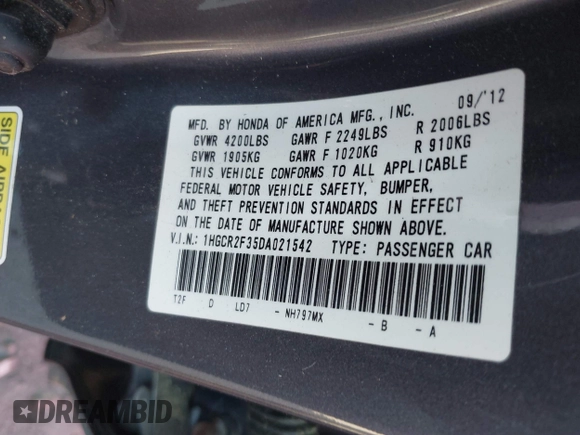 MFD. BY HONDA OF AMERICA MFG., INC. 09/'12
GVWR 4200LBS GAWR F 2249LBS R 2006LBS
GVWR 1905KG GAWR F 1020KG R 910KG
THIS VEHICLE CONFORMS TO ALL APPLICABLE
FEDERAL MOTOR VEHICLE SAFETY, BUMPER,
AND THEFT PREVENTION STANDARDS IN EFFECT
ON THE DATE OF MANUFACTURE SHOWN ABOVE.
V.I.N.: 1HGCR2F35DA021542 TYPE: PASSENGER CAR
T2F D LD7 - NH797MX - B - A
SIDE
DREAMBID